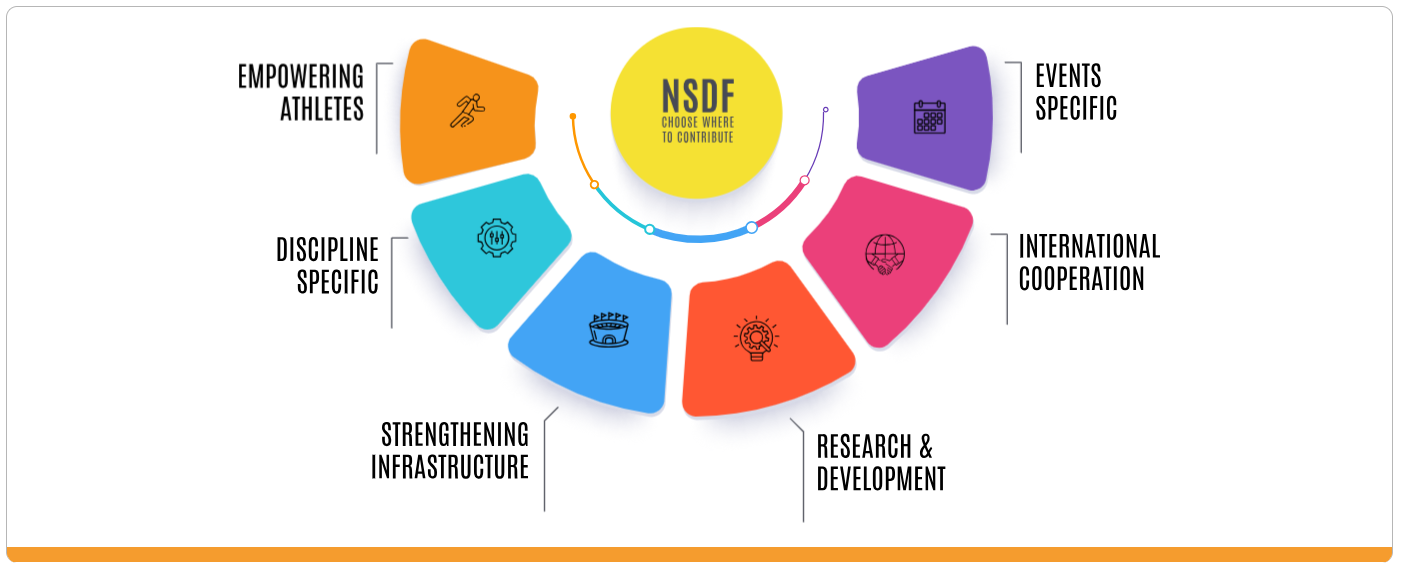 NSDF
CHOOSE WHERE
TO CONTRIBUTE
EMPOWERING
ATHLETES
DISCIPLINE
SPECIFIC
STRENGTHENING
INFRASTRUCTURE
RESEARCH &
DEVELOPMENT
INTERNATIONAL
COOPERATION
EVENTS
SPECIFIC